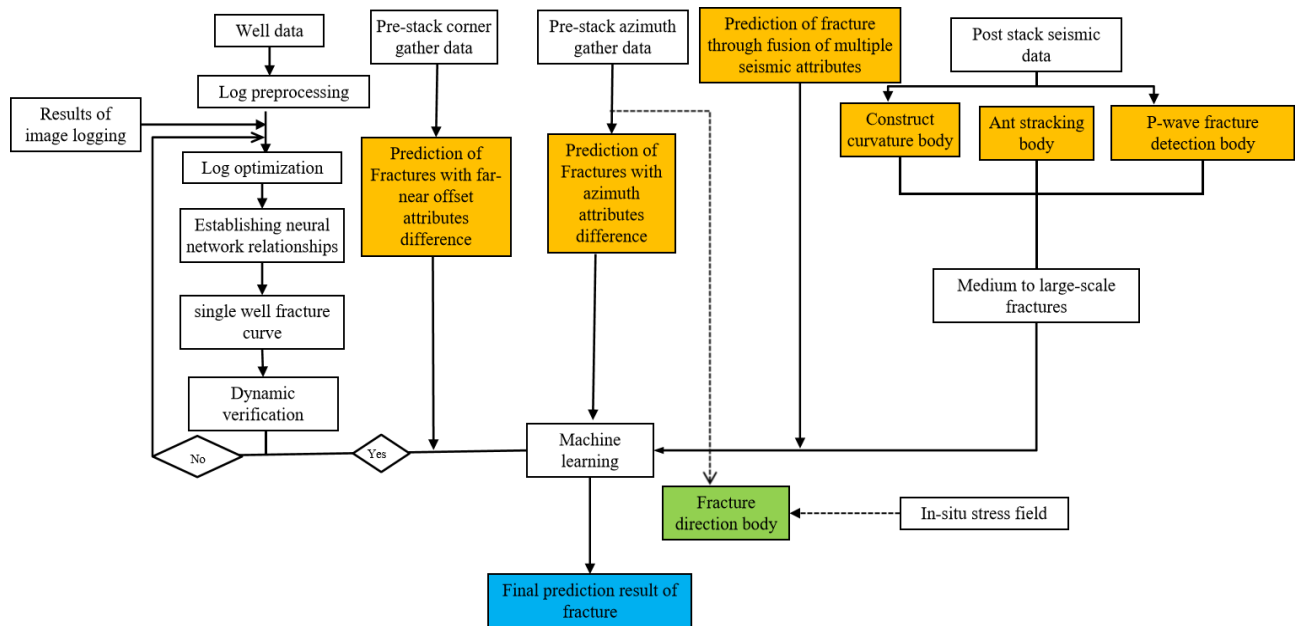 Well data
Log preprocessing
Results of
image logging
Log optimization
Establishing neural
network relationships
single well fracture
curve
Dynamic
verification
No
Yes
Pre-stack corner
gather data
Prediction of
Fractures with far-
near offset
attributes
difference
Pre-stack azimuth
gather data
Prediction of
Fractures with
azimuth
attributes
difference
Prediction of fracture
through fusion of multiple
seismic attributes
Post stack seismic
data
Construct
curvature body
Ant stracking
body
P-wave fracture
detection body
Medium to large-scale
fractures
Machine
learning
Fracture
direction body
In-situ stress field
Final prediction result of
fracture